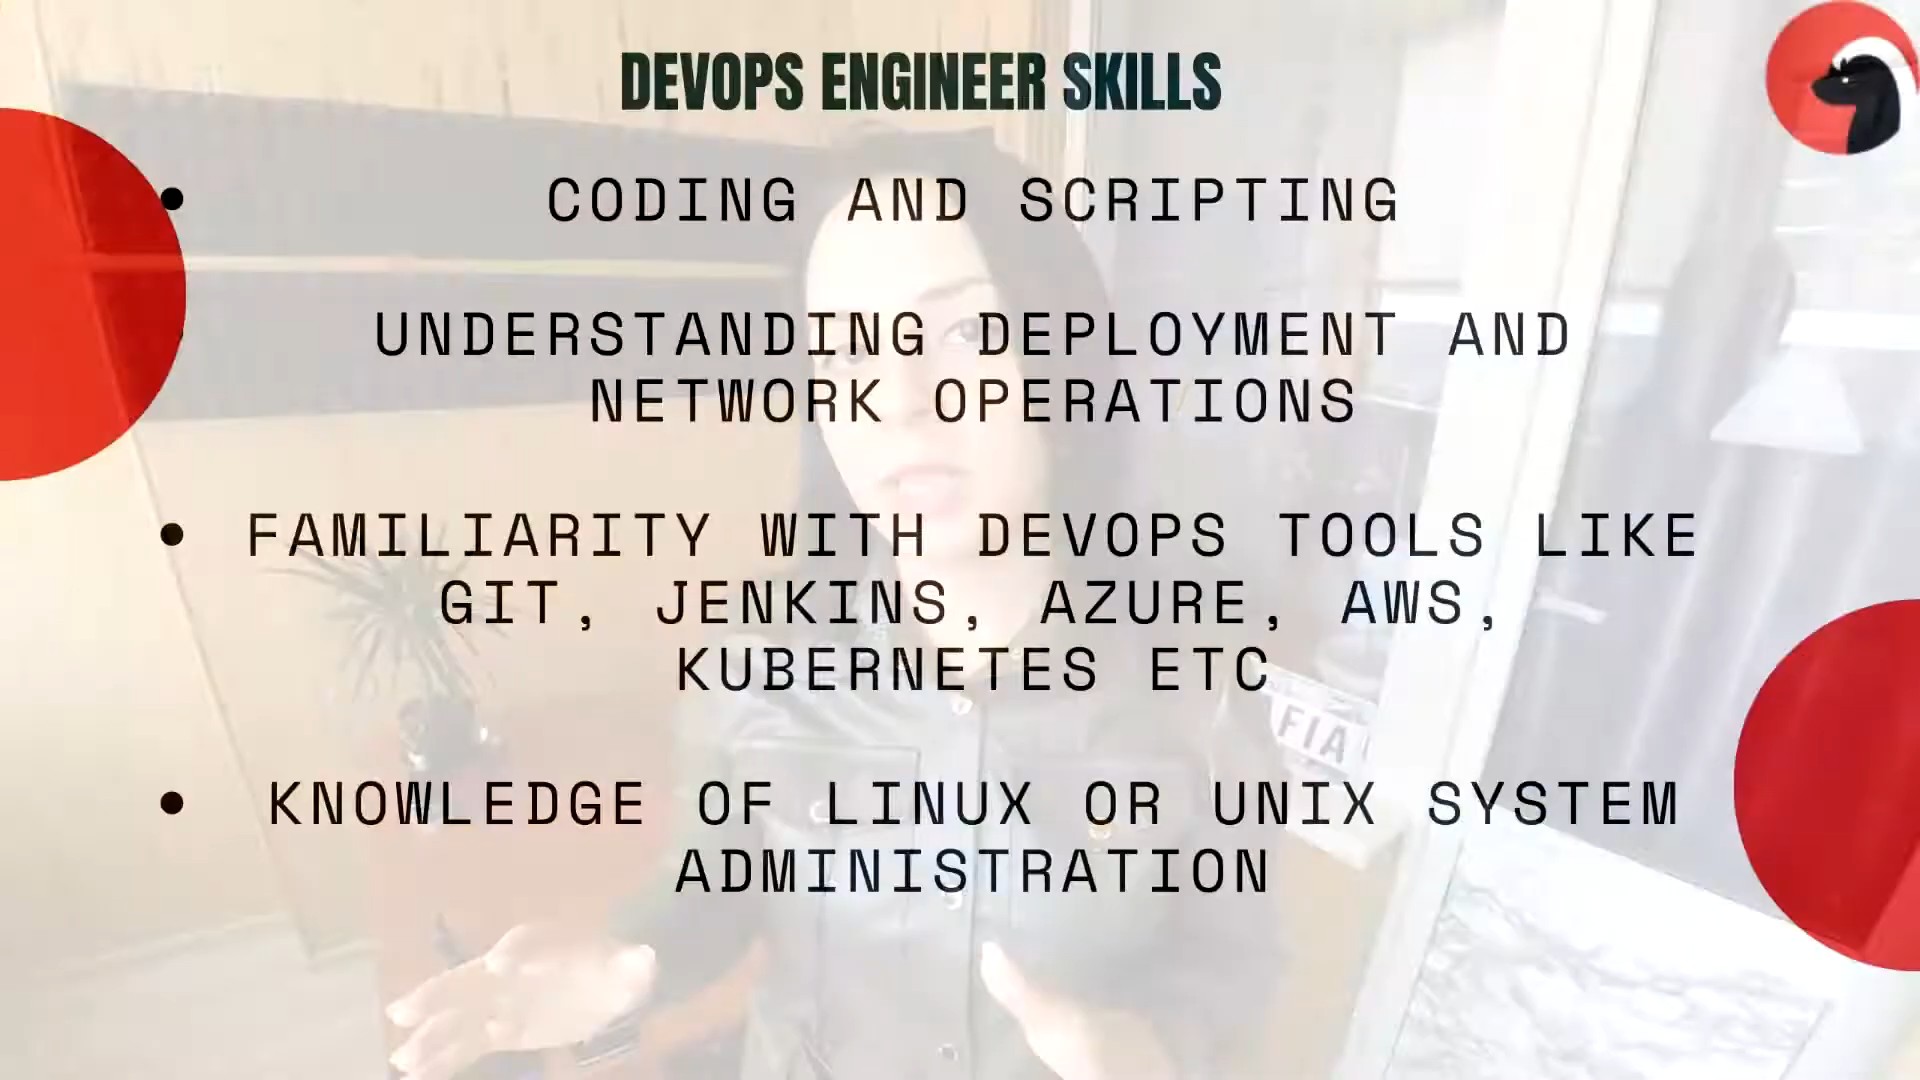 DEVOPS ENGINEER SKILLS
• CODING AND SCRIPTING
UNDERSTANDING DEPLOYMENT AND
NETWORK OPERATIONS
• FAMILIARITY WITH DEVOPS TOOLS LIKE
GIT, JENKINS, AZURE, AWS,
KUBERNETES ETC
FIA
• KNOWLEDGE OF LINUX OR UNIX SYSTEM
ADMINISTRATION